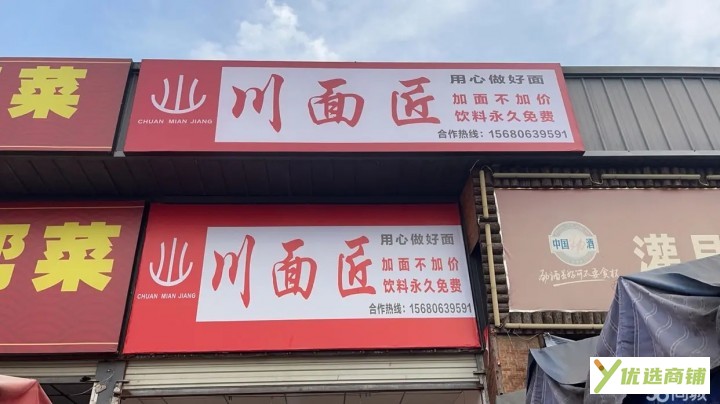 菜
川面匠
CHUAN MIAN JIANG
用心做好面
加面不加价
饮料永久免费
合作热线：15680639591
帮菜
川面匠
CHUAN MIAN JIANG
用心做好面
加面不加价
饮料永久免费
合作热线：15680639591
中国
酒
灌
优选商铺